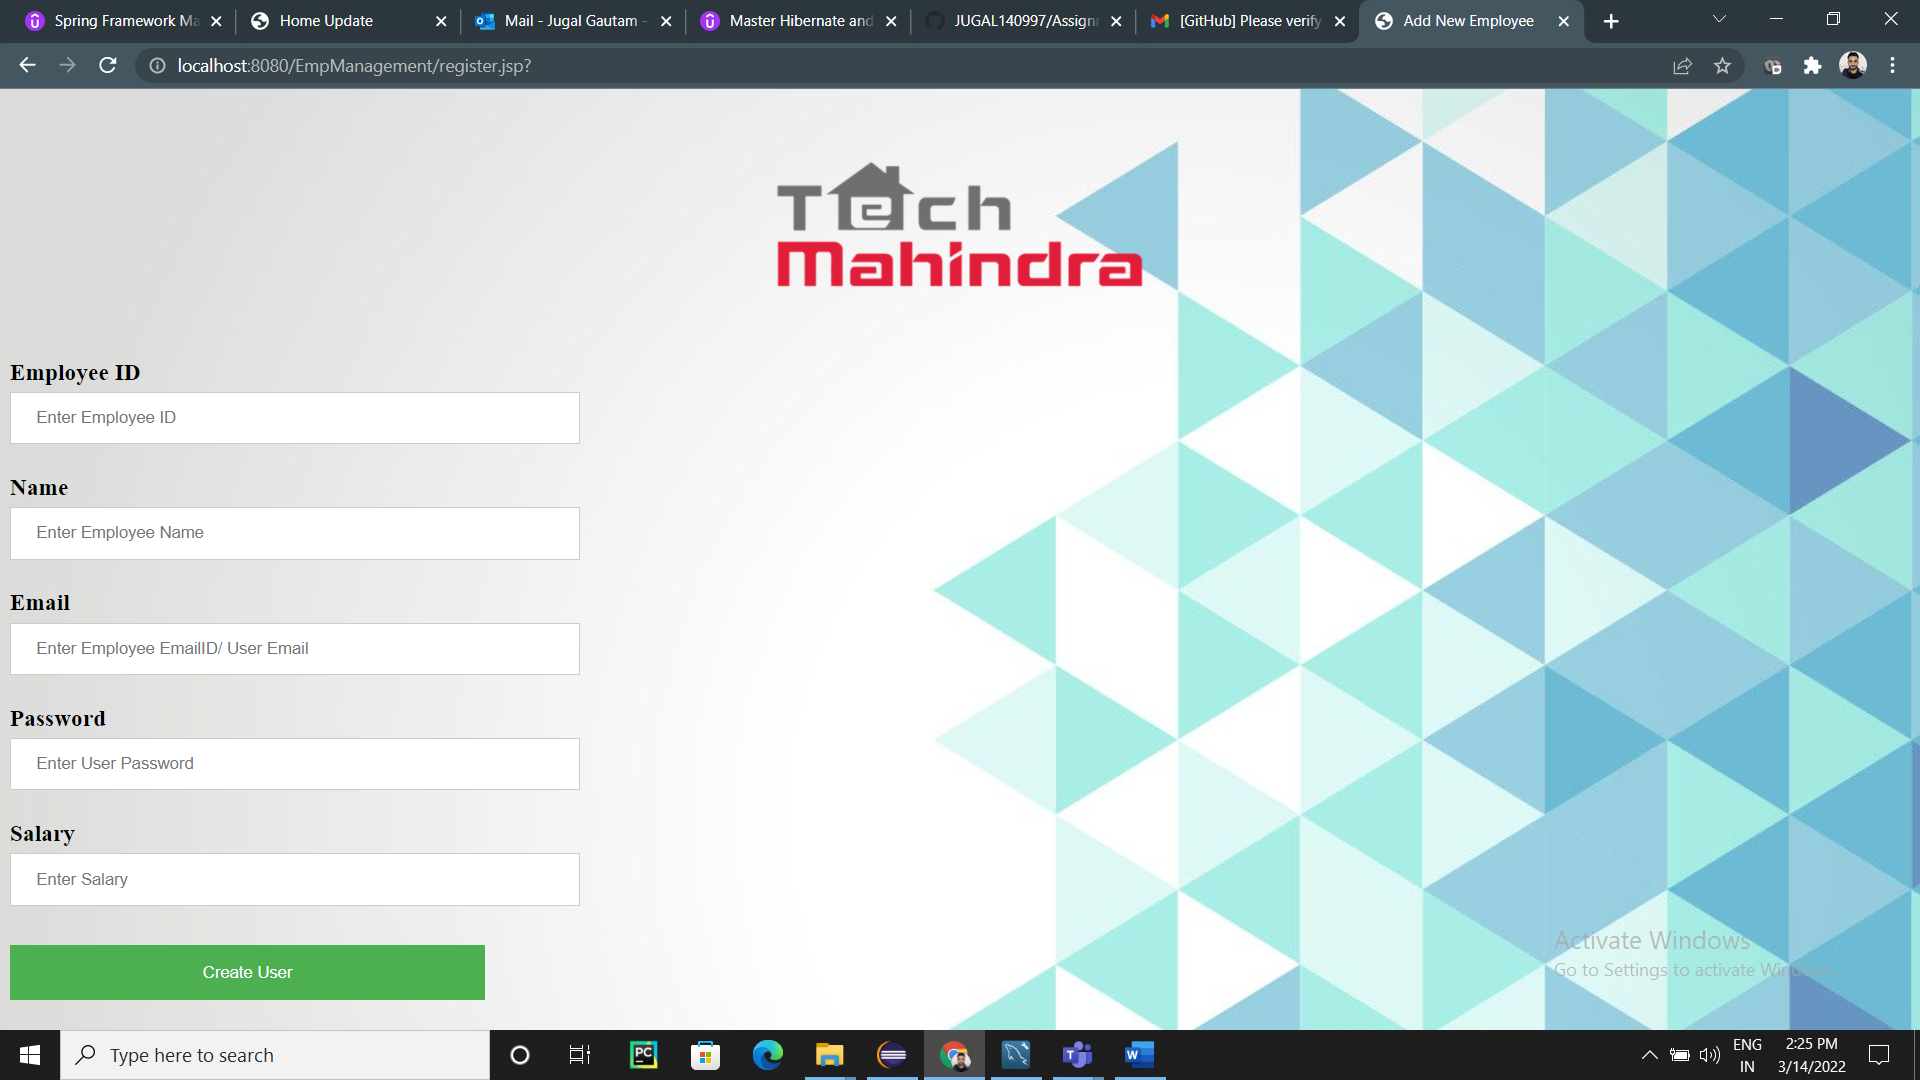 Spring Framework Ma
Home Update
Mail - Jugal Gautam -
Master Hibernate and
JUGAL140997/Assignm
[GitHub] Please verify
Add New Employee
localhost:8080/EmpManagement/register.jsp?
Tech
Mahindra
Employee ID
Enter Employee ID
Name
Enter Employee Name
Email
Enter Employee EmailID/ User Email
Password
Enter User Password
Salary
Enter Salary
Create User
Activate Windows
Go to Settings to activate Windows.
Type here to search
ENG
IN
2:25 PM
3/14/2022